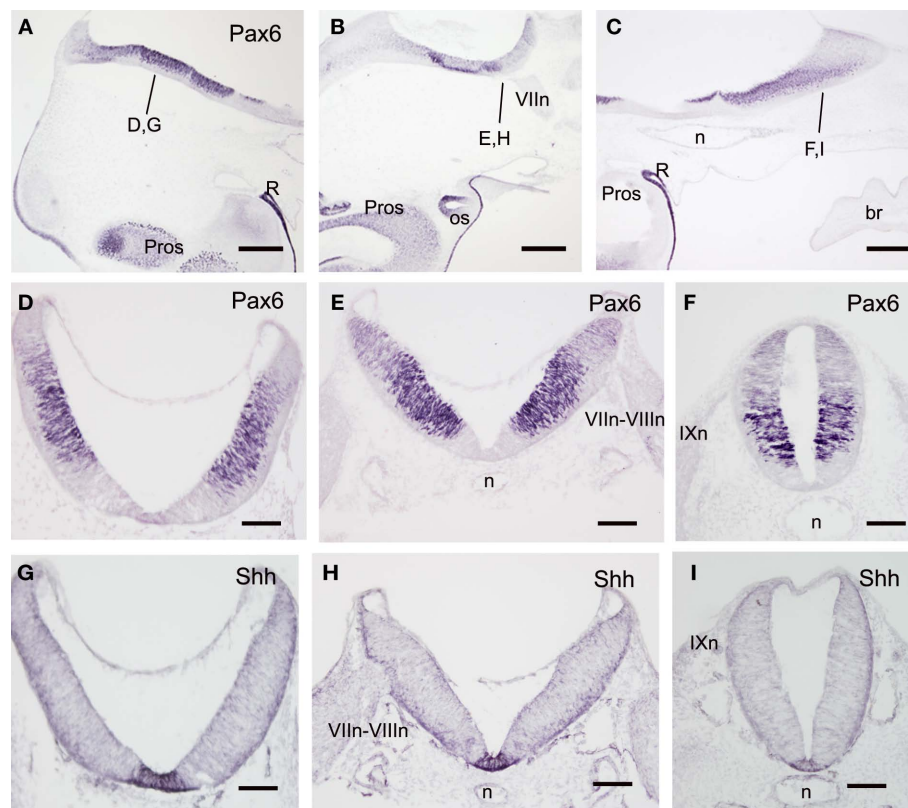 A Pax6
D,G
R
Pros
B
VIIn
E,H
Pros
os
C
n
F,I
R
Pros
br
D Pax6
E Pax6
VIIn-VIIIn
n
F Pax6
IXn
n
G Shh
H Shh
VIIn-VIIIn
n
I Shh
IXn
n